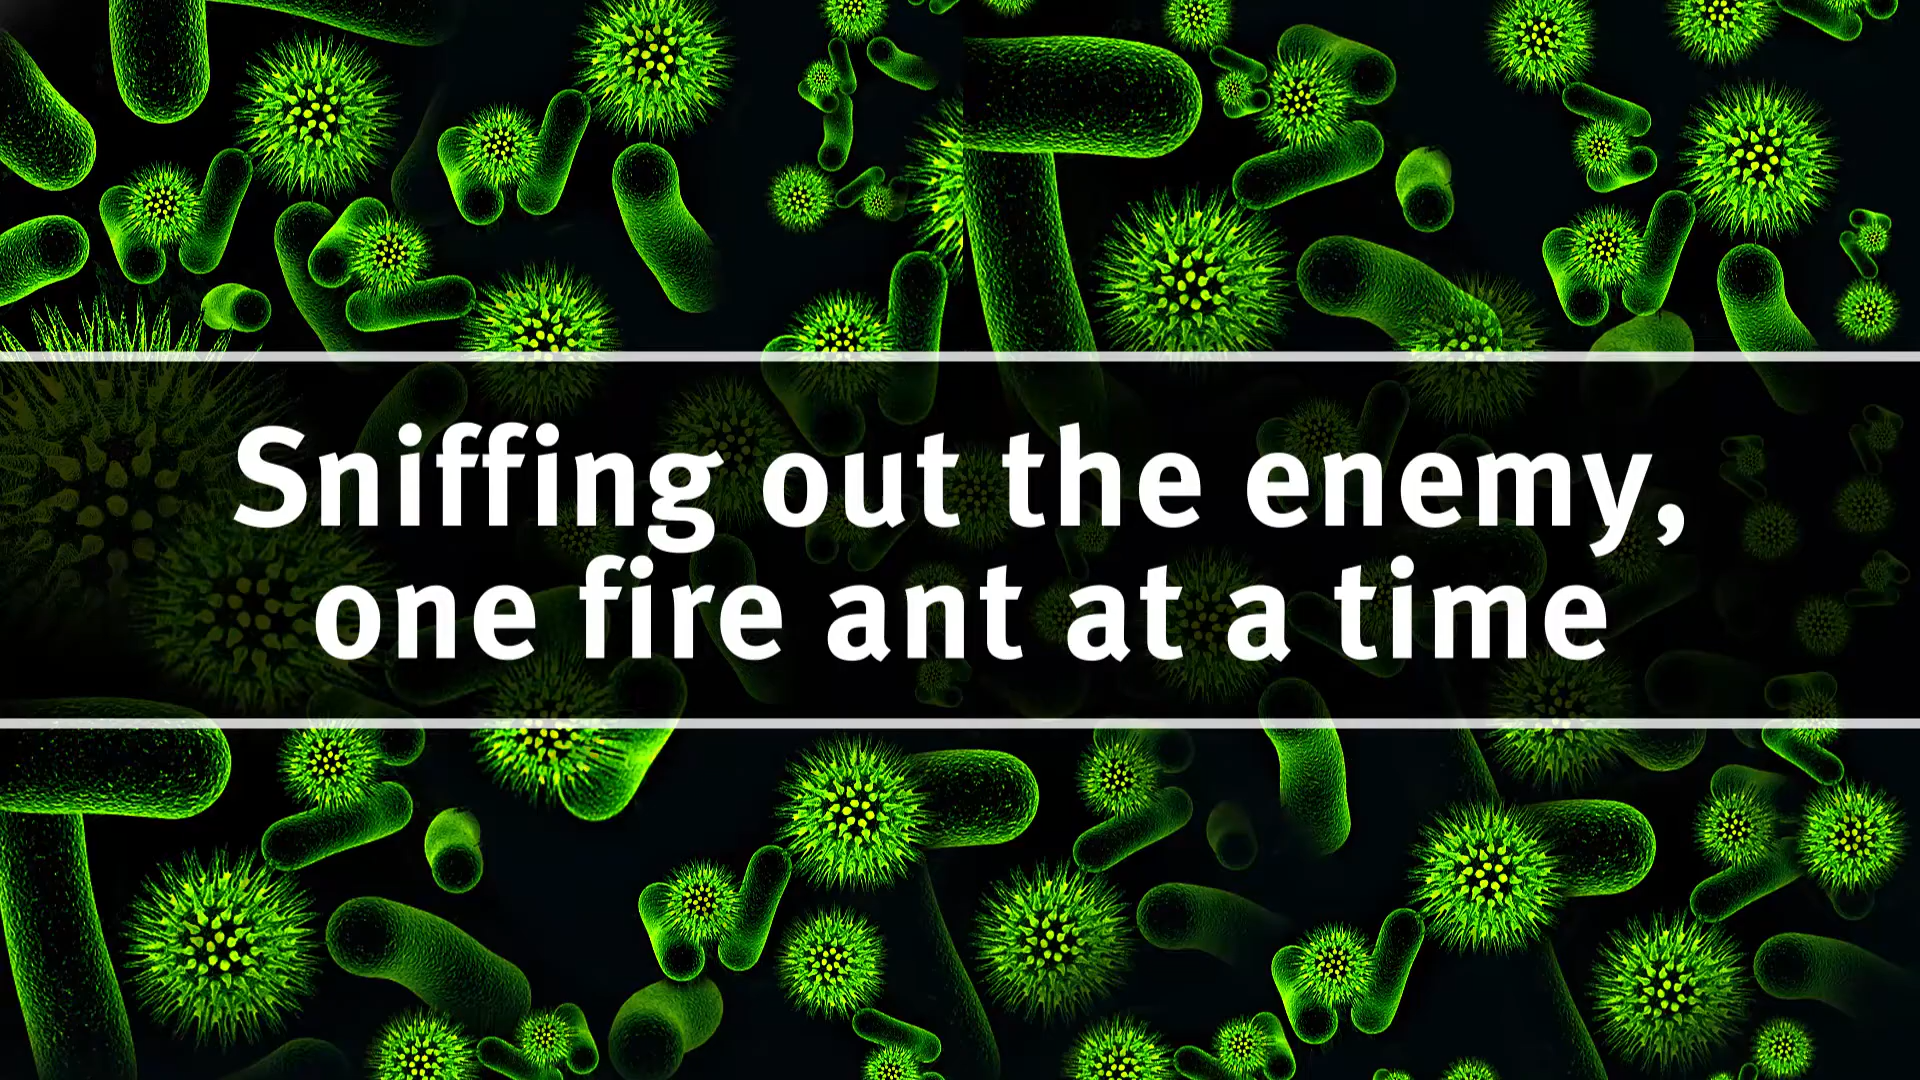 Sniffing out the enemy,
one fire ant at a time